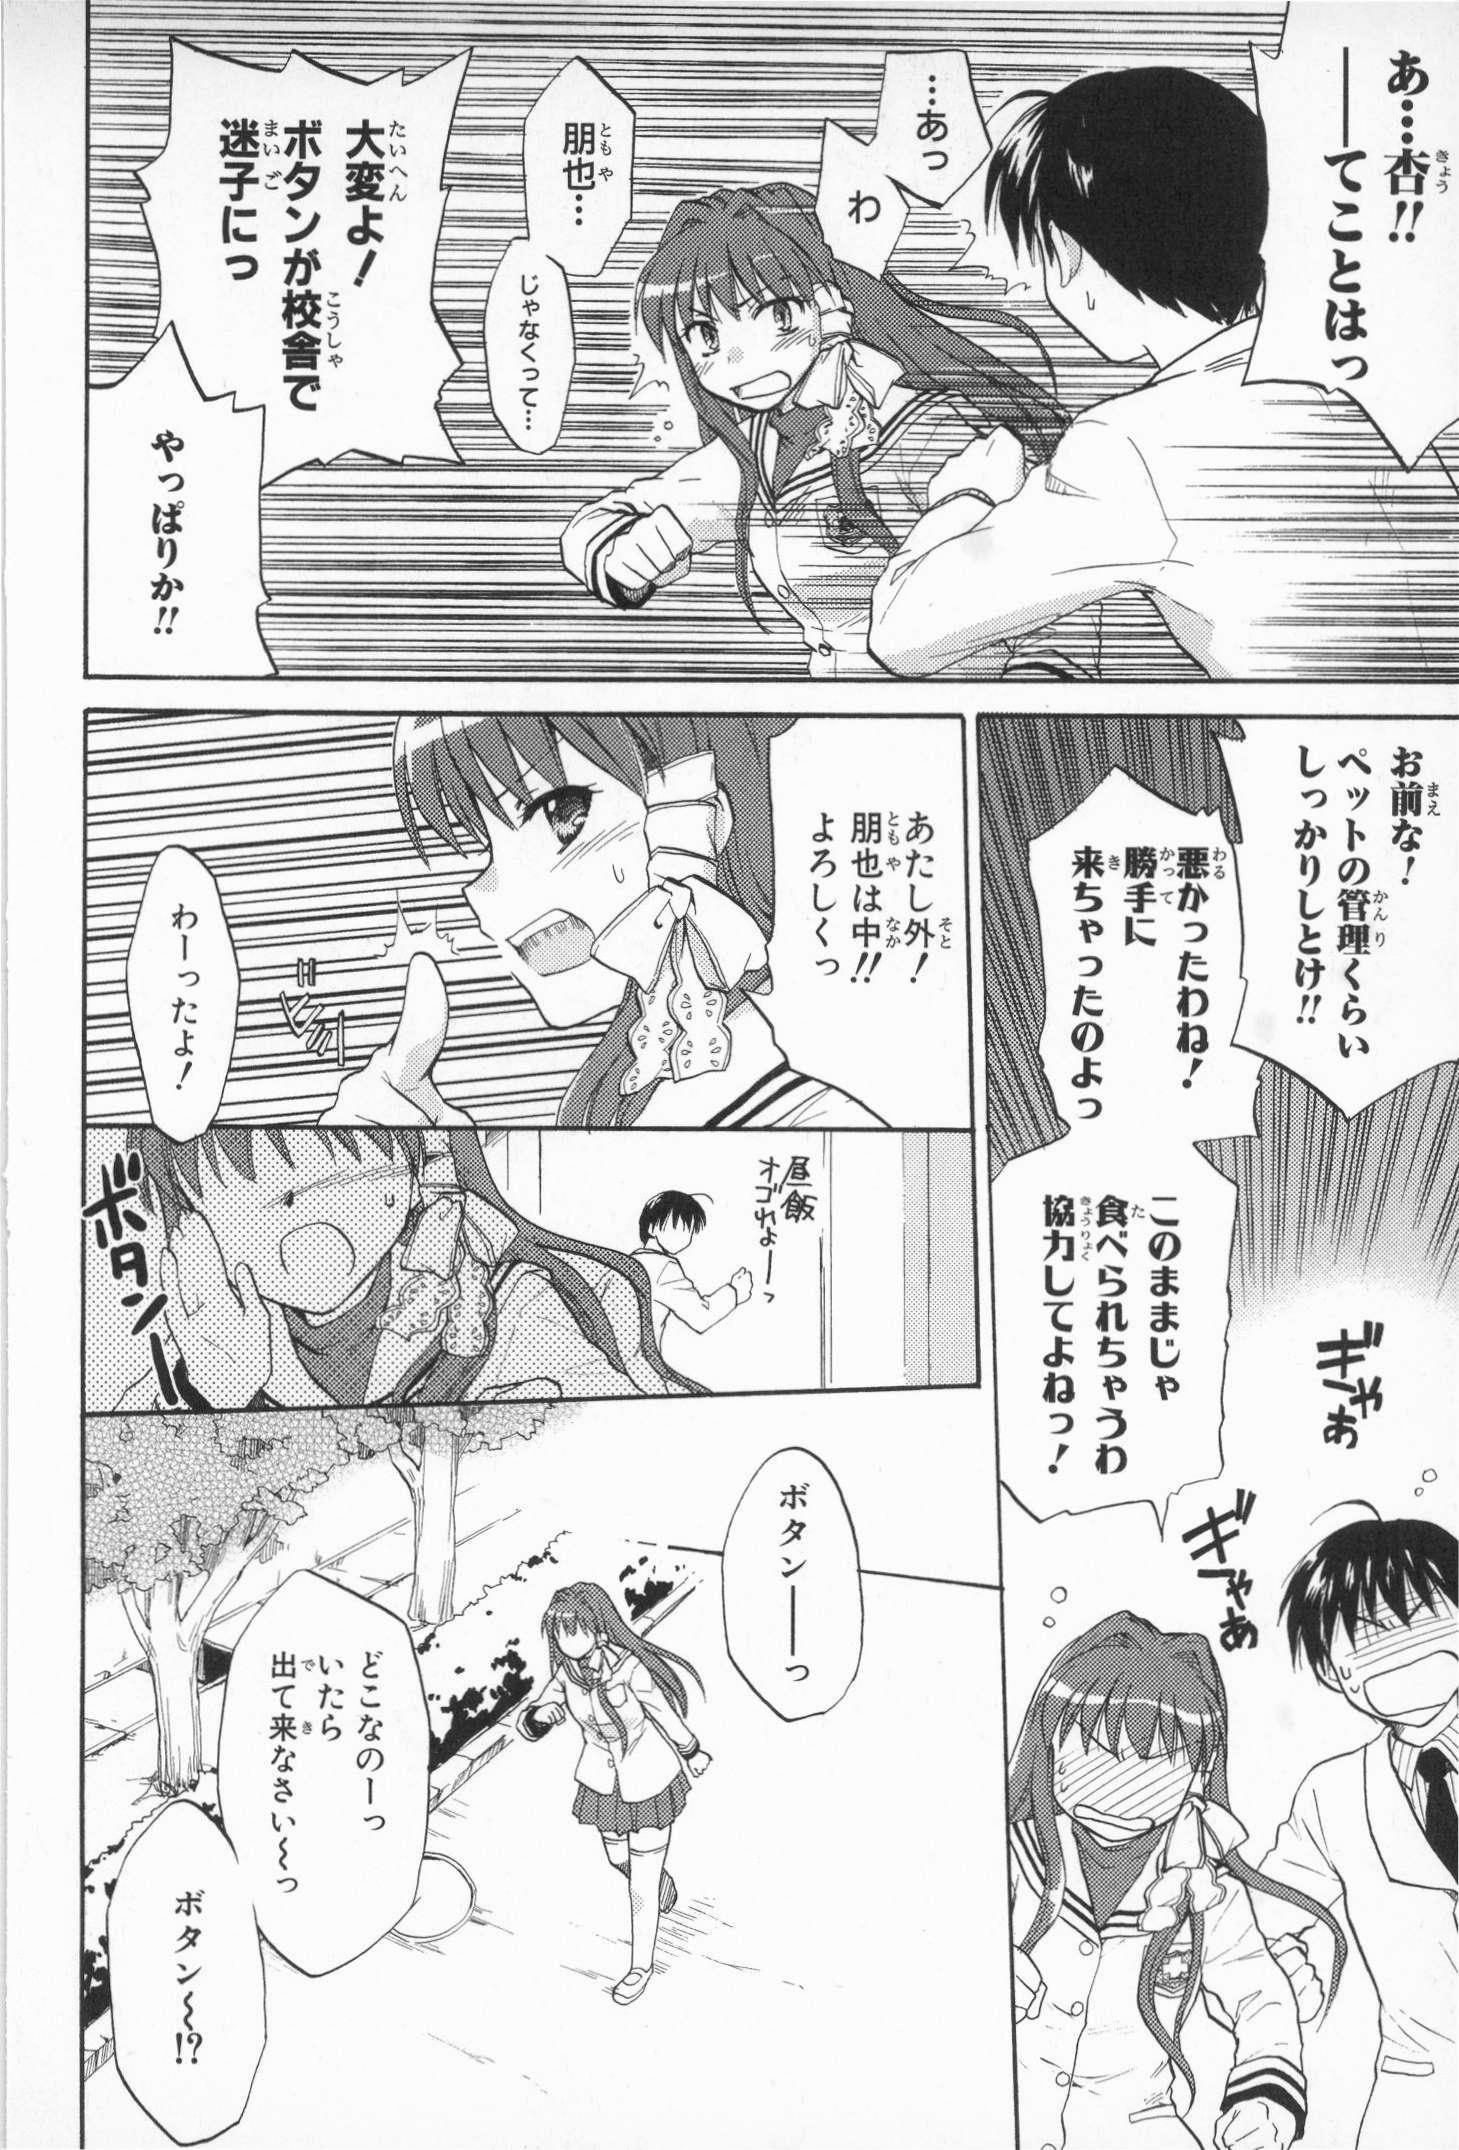 あ…杏!!
――てことはっ
…あっ
わ
朋也…
じゃなくって…
大変よ!
ボタンが校舎で
迷子にっ
やっぱりか!!
お前な!
ペットの管理くらい
しっかりしとけ!!
悪かったわね!
勝手に
来ちゃったのよっ
このままじゃ
食べられちゃうわ
協力してよねっ!
ギャあ
ギャあ
あたし外!
朋也は中!!
よろしくっ
ビシー
わーったよ!
昼飯
オゴれよーっ
ボタンー
ボタン――っ
どこなのーっ
いたら
出て来なさい〜っ
ボタン〜!?